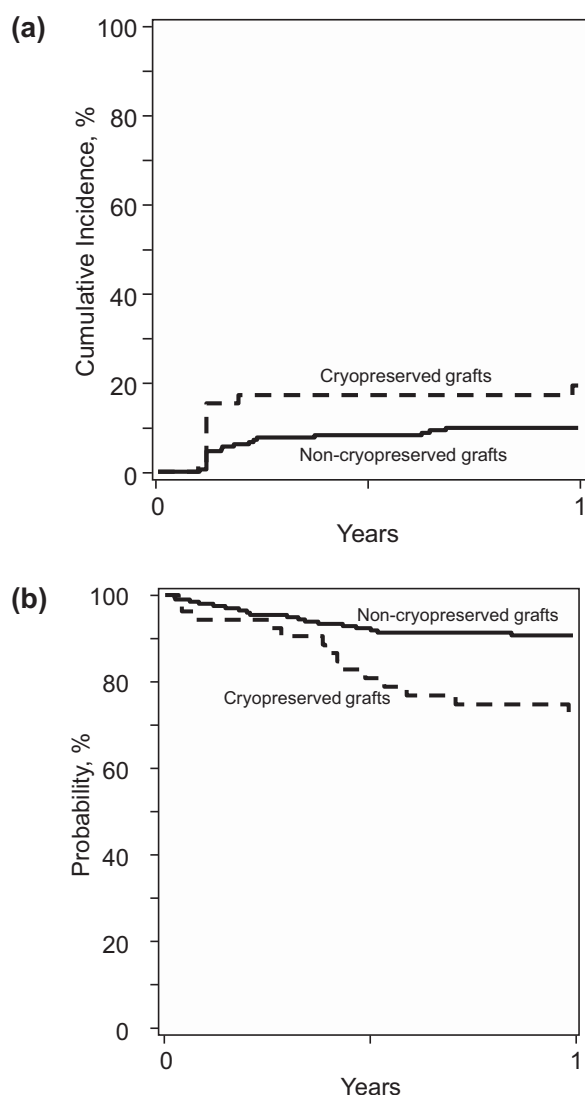 (a)
100
80
60
40
20
0
Cumulative Incidence, %
Cryopreserved grafts
Non-cryopreserved grafts
0
1
Years
(b)
100
80
60
40
20
0
Probability, %
Non-cryopreserved grafts
Cryopreserved grafts
0
1
Years